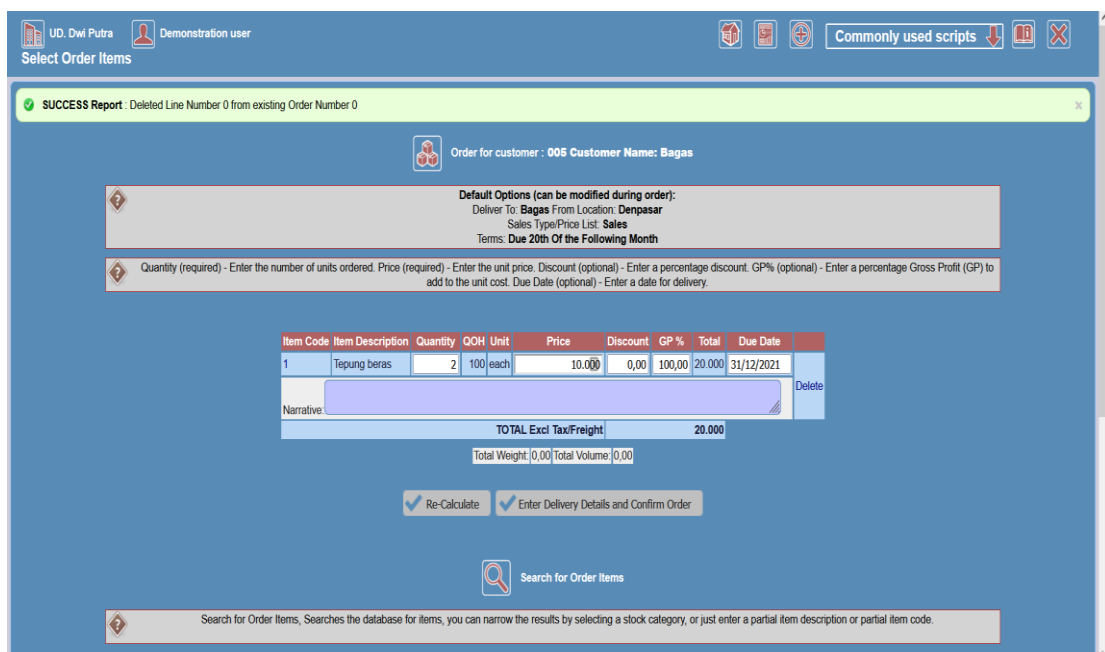 UD. Dwi Putra Demonstration user Commonly used scripts
Select Order Items
SUCCESS Report : Deleted Line Number 0 from existing Order Number 0 x
Order for customer : 005 Customer Name: Bagas
Default Options (can be modified during order):
Deliver To: Bagas From Location: Denpasar
Sales Type/Price List: Sales
Terms: Due 20th Of the Following Month
Quantity (required) - Enter the number of units ordered. Price (required) - Enter the unit price. Discount (optional) - Enter a percentage discount. GP% (optional) - Enter a percentage Gross Profit (GP) to
add to the unit cost. Due Date (optional) - Enter a date for delivery.
Item Code Item Description Quantity QOH Unit Price Discount GP % Total Due Date
1 Tepung beras 2 100 each 10.000 0,00 100,00 20.000 31/12/2021
Delete
Narrative:
TOTAL Excl Tax/Freight 20.000
Total Weight: 0,00 Total Volume: 0,00
Re-Calculate Enter Delivery Details and Confirm Order
Search for Order Items
Search for Order Items, Searches the database for items, you can narrow the results by selecting a stock category, or just enter a partial item description or partial item code.